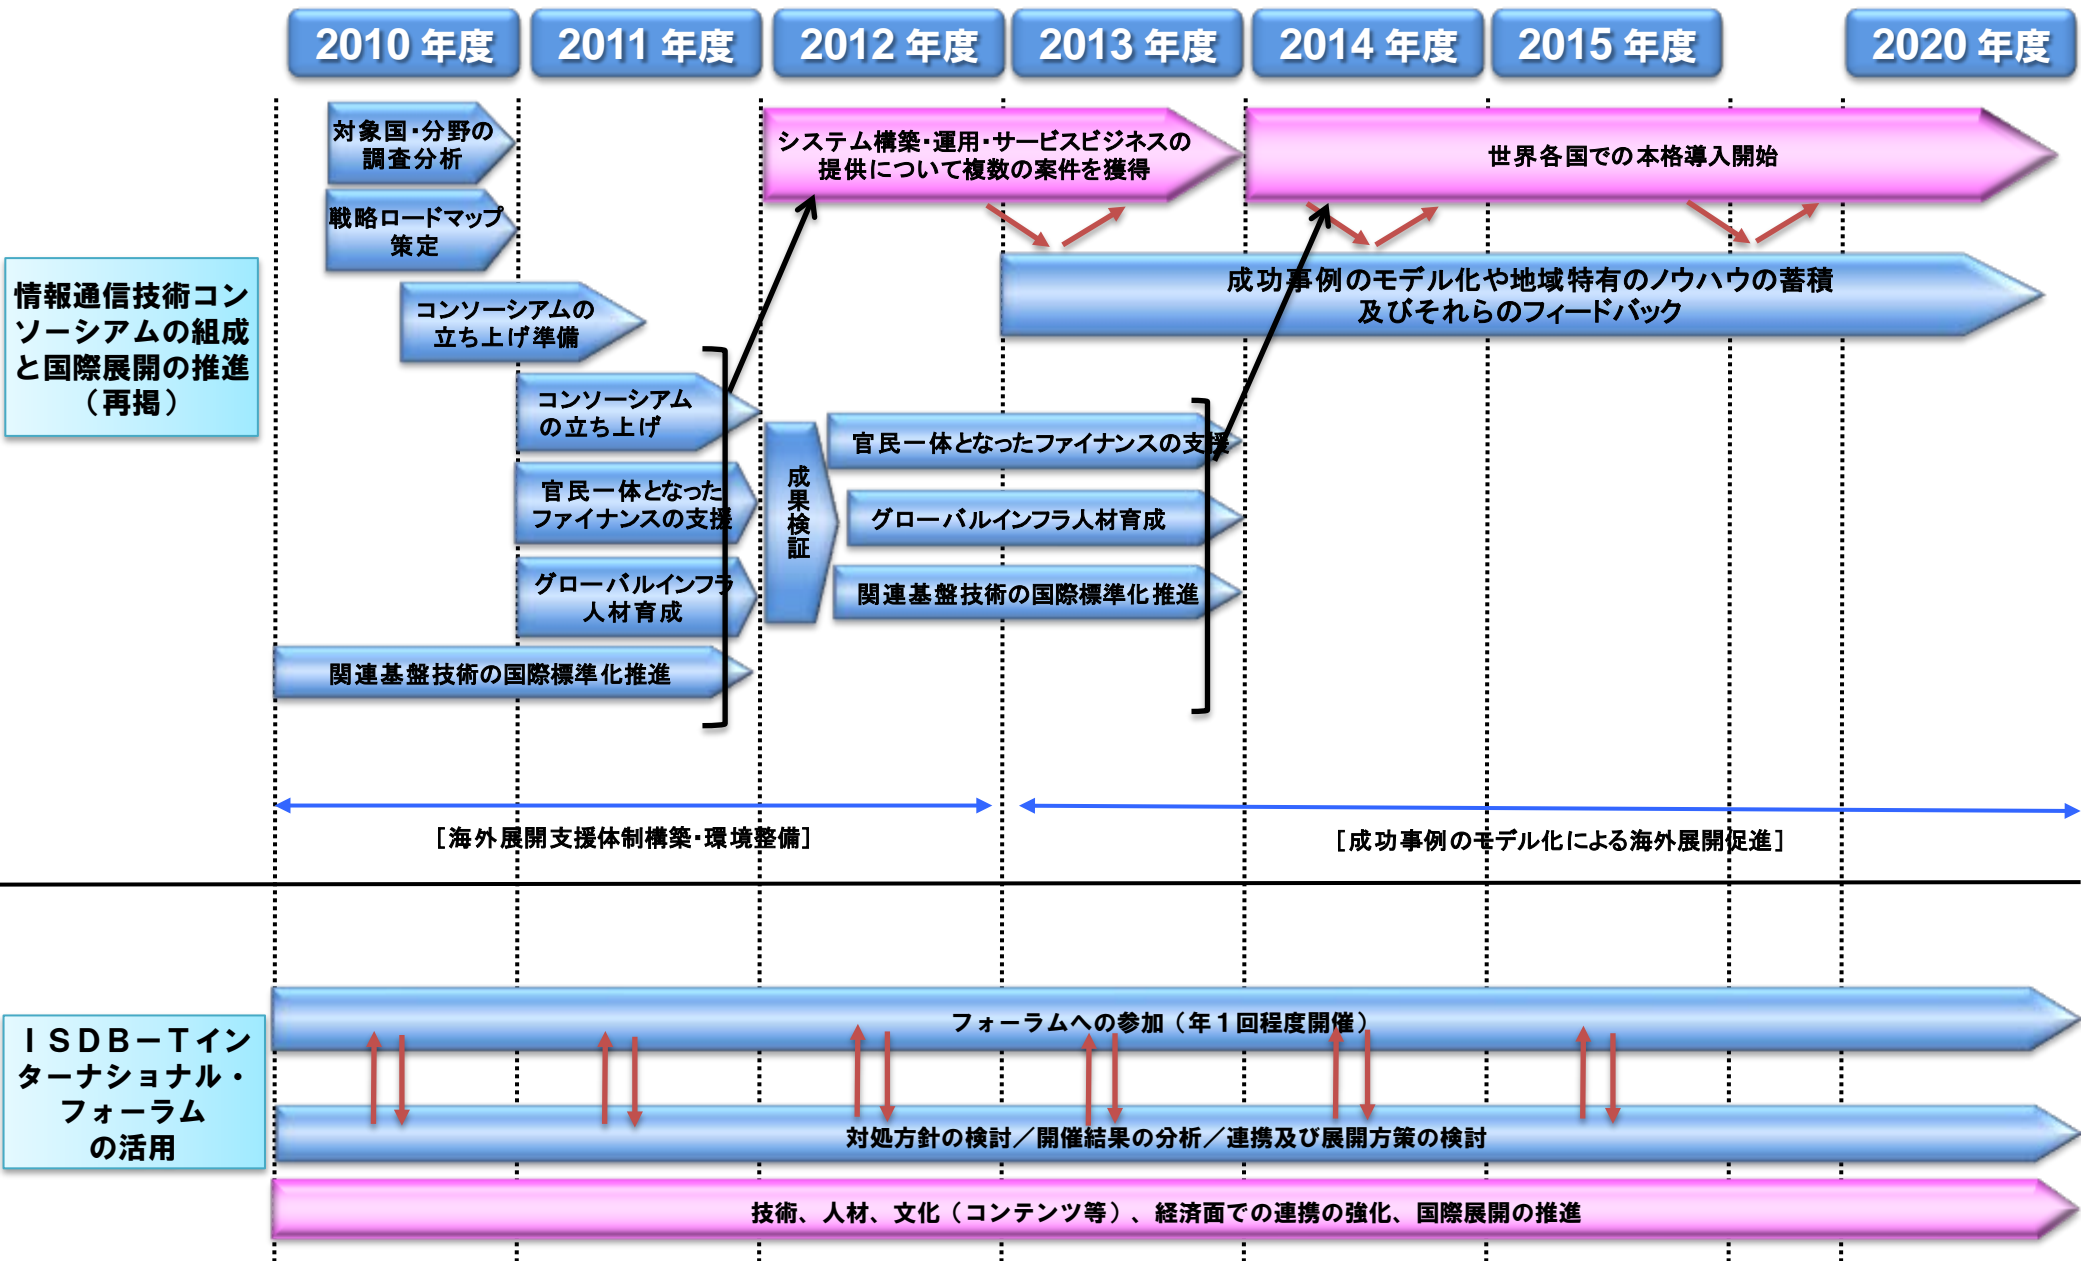 2010 年度
2011 年度
2012 年度
2013 年度
2014 年度
2015 年度
2020 年度
対象国・分野の
調査分析
システム構築・運用・サービスビジネスの
提供について複数の案件を獲得
世界各国での本格導入開始
戦略ロードマップ
策定
成功事例のモデル化や地域特有のノウハウの蓄積
及びそれらのフィードバック
情報通信技術コン
ソーシアムの組成
と国際展開の推進
（再掲）
コンソーシアムの
立ち上げ準備
コンソーシアム
の立ち上げ
官民一体となった
ファイナンスの支援
グローバルインフラ
人材育成
関連基盤技術の国際標準化推進
成果検証
官民一体となったファイナンスの支援
グローバルインフラ人材育成
関連基盤技術の国際標準化推進
［海外展開支援体制構築・環境整備］
［成功事例のモデル化による海外展開促進］
ＩＳＤＢ－Ｔイン
ターナショナル・
フォーラム
の活用
フォーラムへの参加（年１回程度開催）
対処方針の検討／開催結果の分析／連携及び展開方策の検討
技術、人材、文化（コンテンツ等）、経済面での連携の強化、国際展開の推進